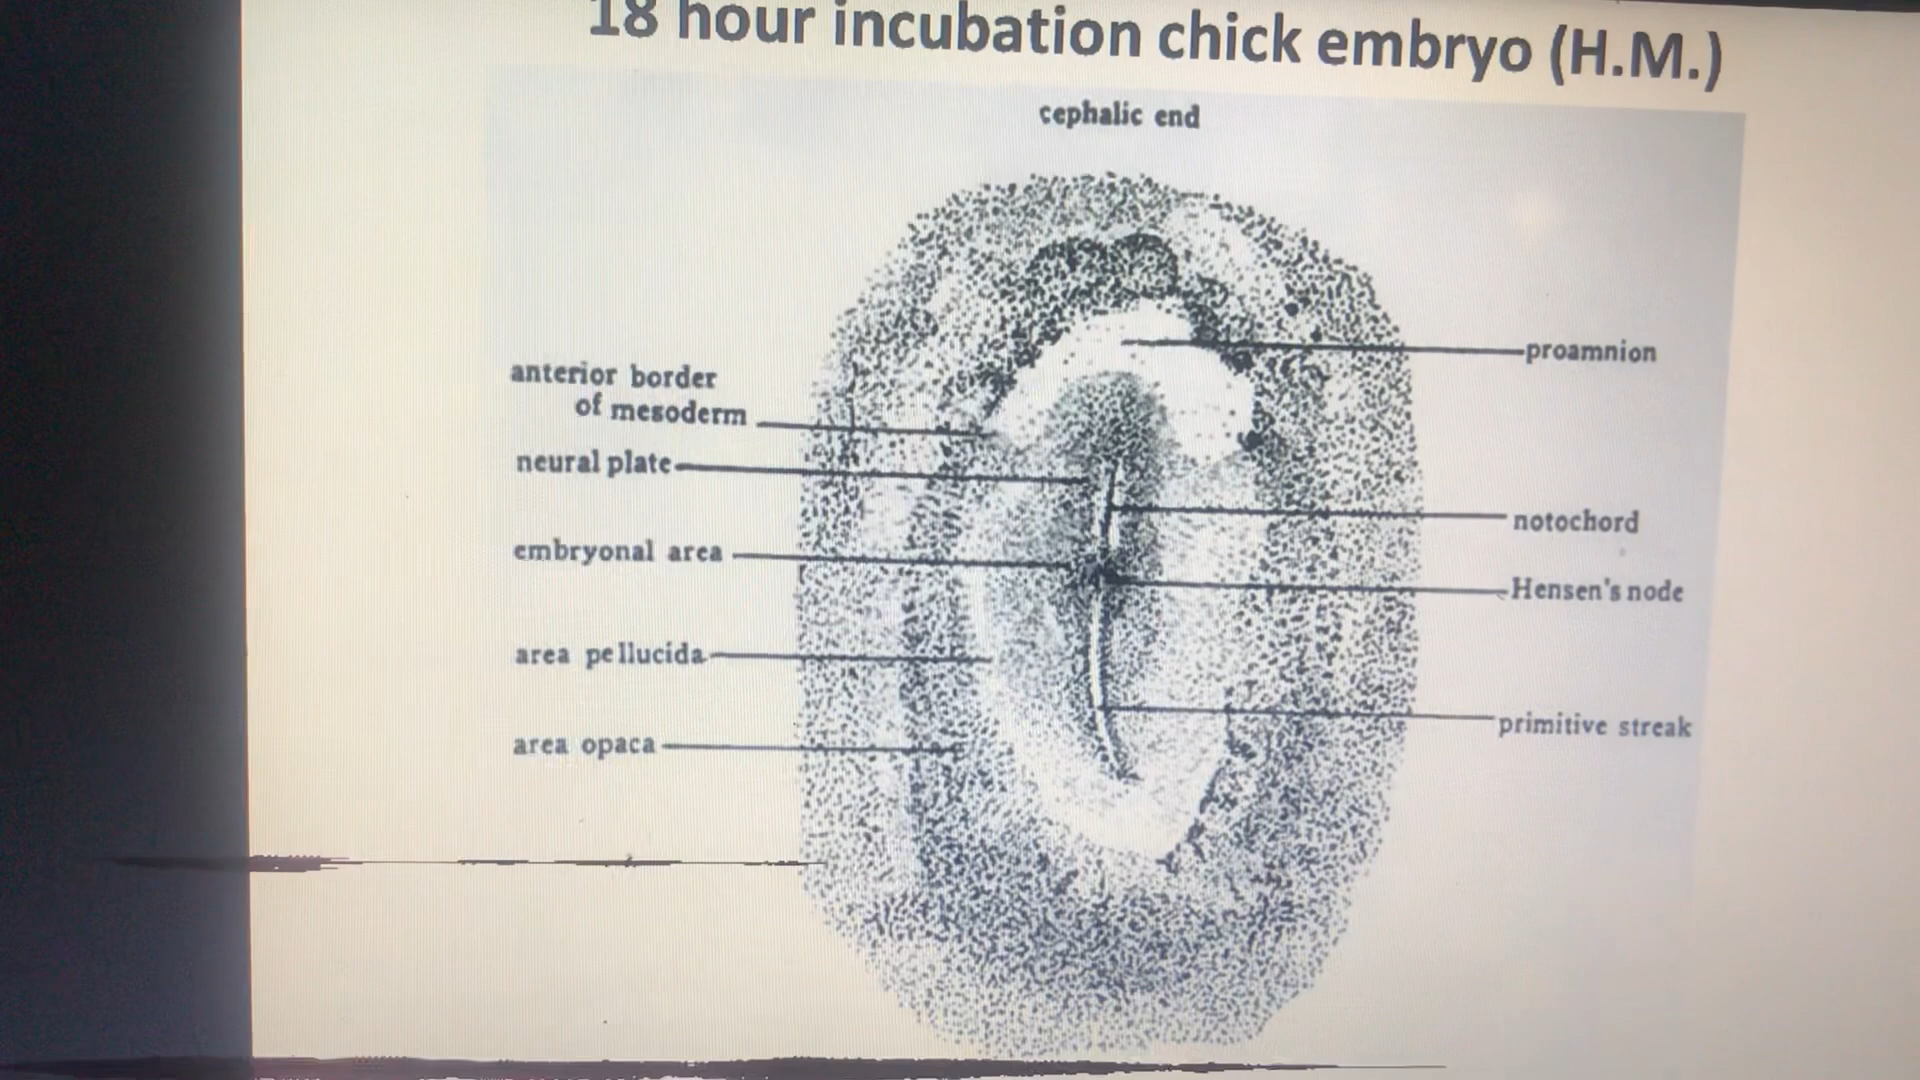 18 hour incubation chick embryo (H.M.)
cephalic end
anterior border
of mesoderm
neural plate
embryonal area
area pellucida
area opaca
proamnion
notochord
Hensen's node
primitive streak